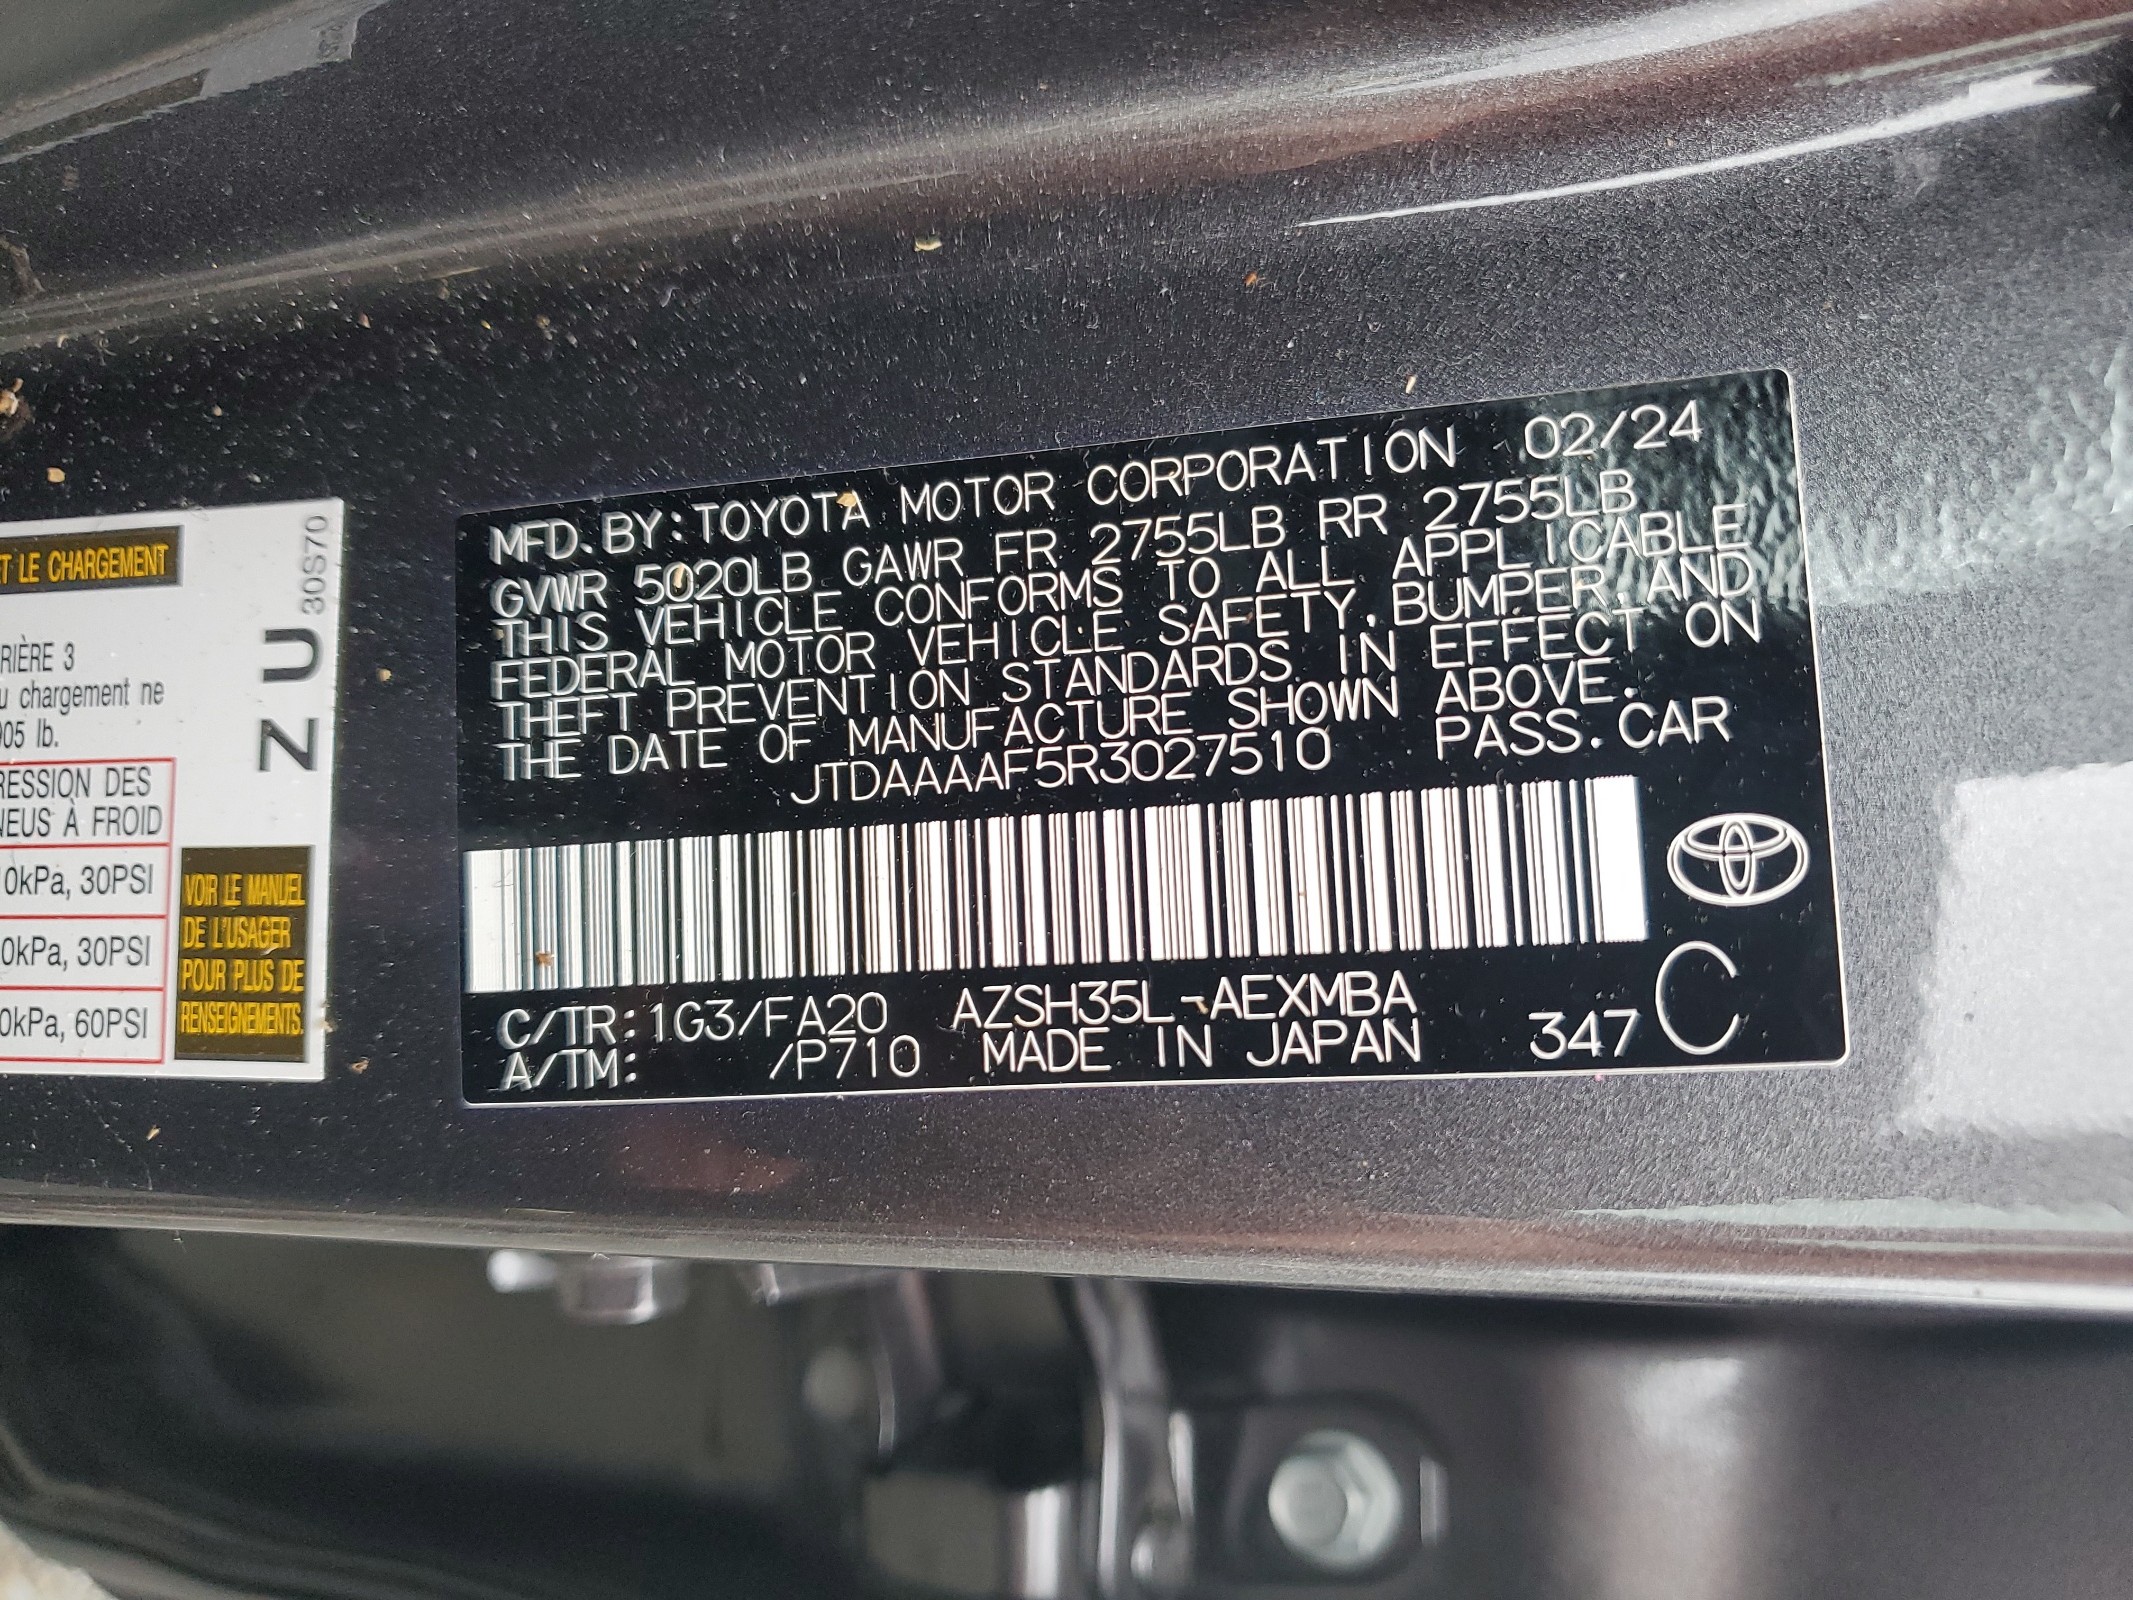 ET LE CHARGEMENT
RIÈRE 3
u chargement ne
905 lb.
RESSION DES
NEUS À FROID
0kPa, 30PSI
0kPa, 30PSI
0kPa, 60PSI
VOIR LE MANUEL
DE L'USAGER
POUR PLUS DE
RENSEIGNEMENTS.
ZU 30S70
MFD. BY: TOYOTA MOTOR CORPORATION 02/24
GVWR 5020LB GAWR FR 2755LB RR 2755LB
THIS VEHICLE CONFORMS TO ALL APPLICABLE
FEDERAL MOTOR VEHICLE SAFETY, BUMPER, AND
THEFT PREVENTION STANDARDS IN EFFECT ON
THE DATE OF MANUFACTURE SHOWN ABOVE.
JTDAAAAF5R3027510 PASS. CAR
C/TR: 1G3/FA20 AZSH35L-AEXMBA
A/TM: /P710 MADE IN JAPAN 347 C